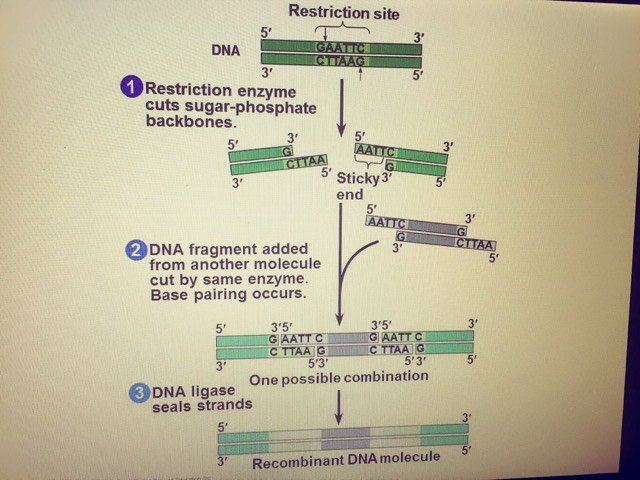 Restriction site
5′ 3′
DNA GAATTC
CTTAAG
3′ 5′
1 Restriction enzyme
cuts sugar-phosphate
backbones.
5′ 3′ 5′ 3′
G AATTC
CTTAA G
3′ 5′ 3′ 5′
Sticky
end
5′ 3′
AATTC G
G CTTAA
3′ 5′
2 DNA fragment added
from another molecule
cut by same enzyme.
Base pairing occurs.
5′ 3′5′ 3′5′ 3′
G AATT C G AATT C
C TTAA G C TTAA G
3′ 5′3′ 5′3′ 5′
One possible combination
3 DNA ligase
seals strands
5′ 3′
3′ 5′
Recombinant DNA molecule